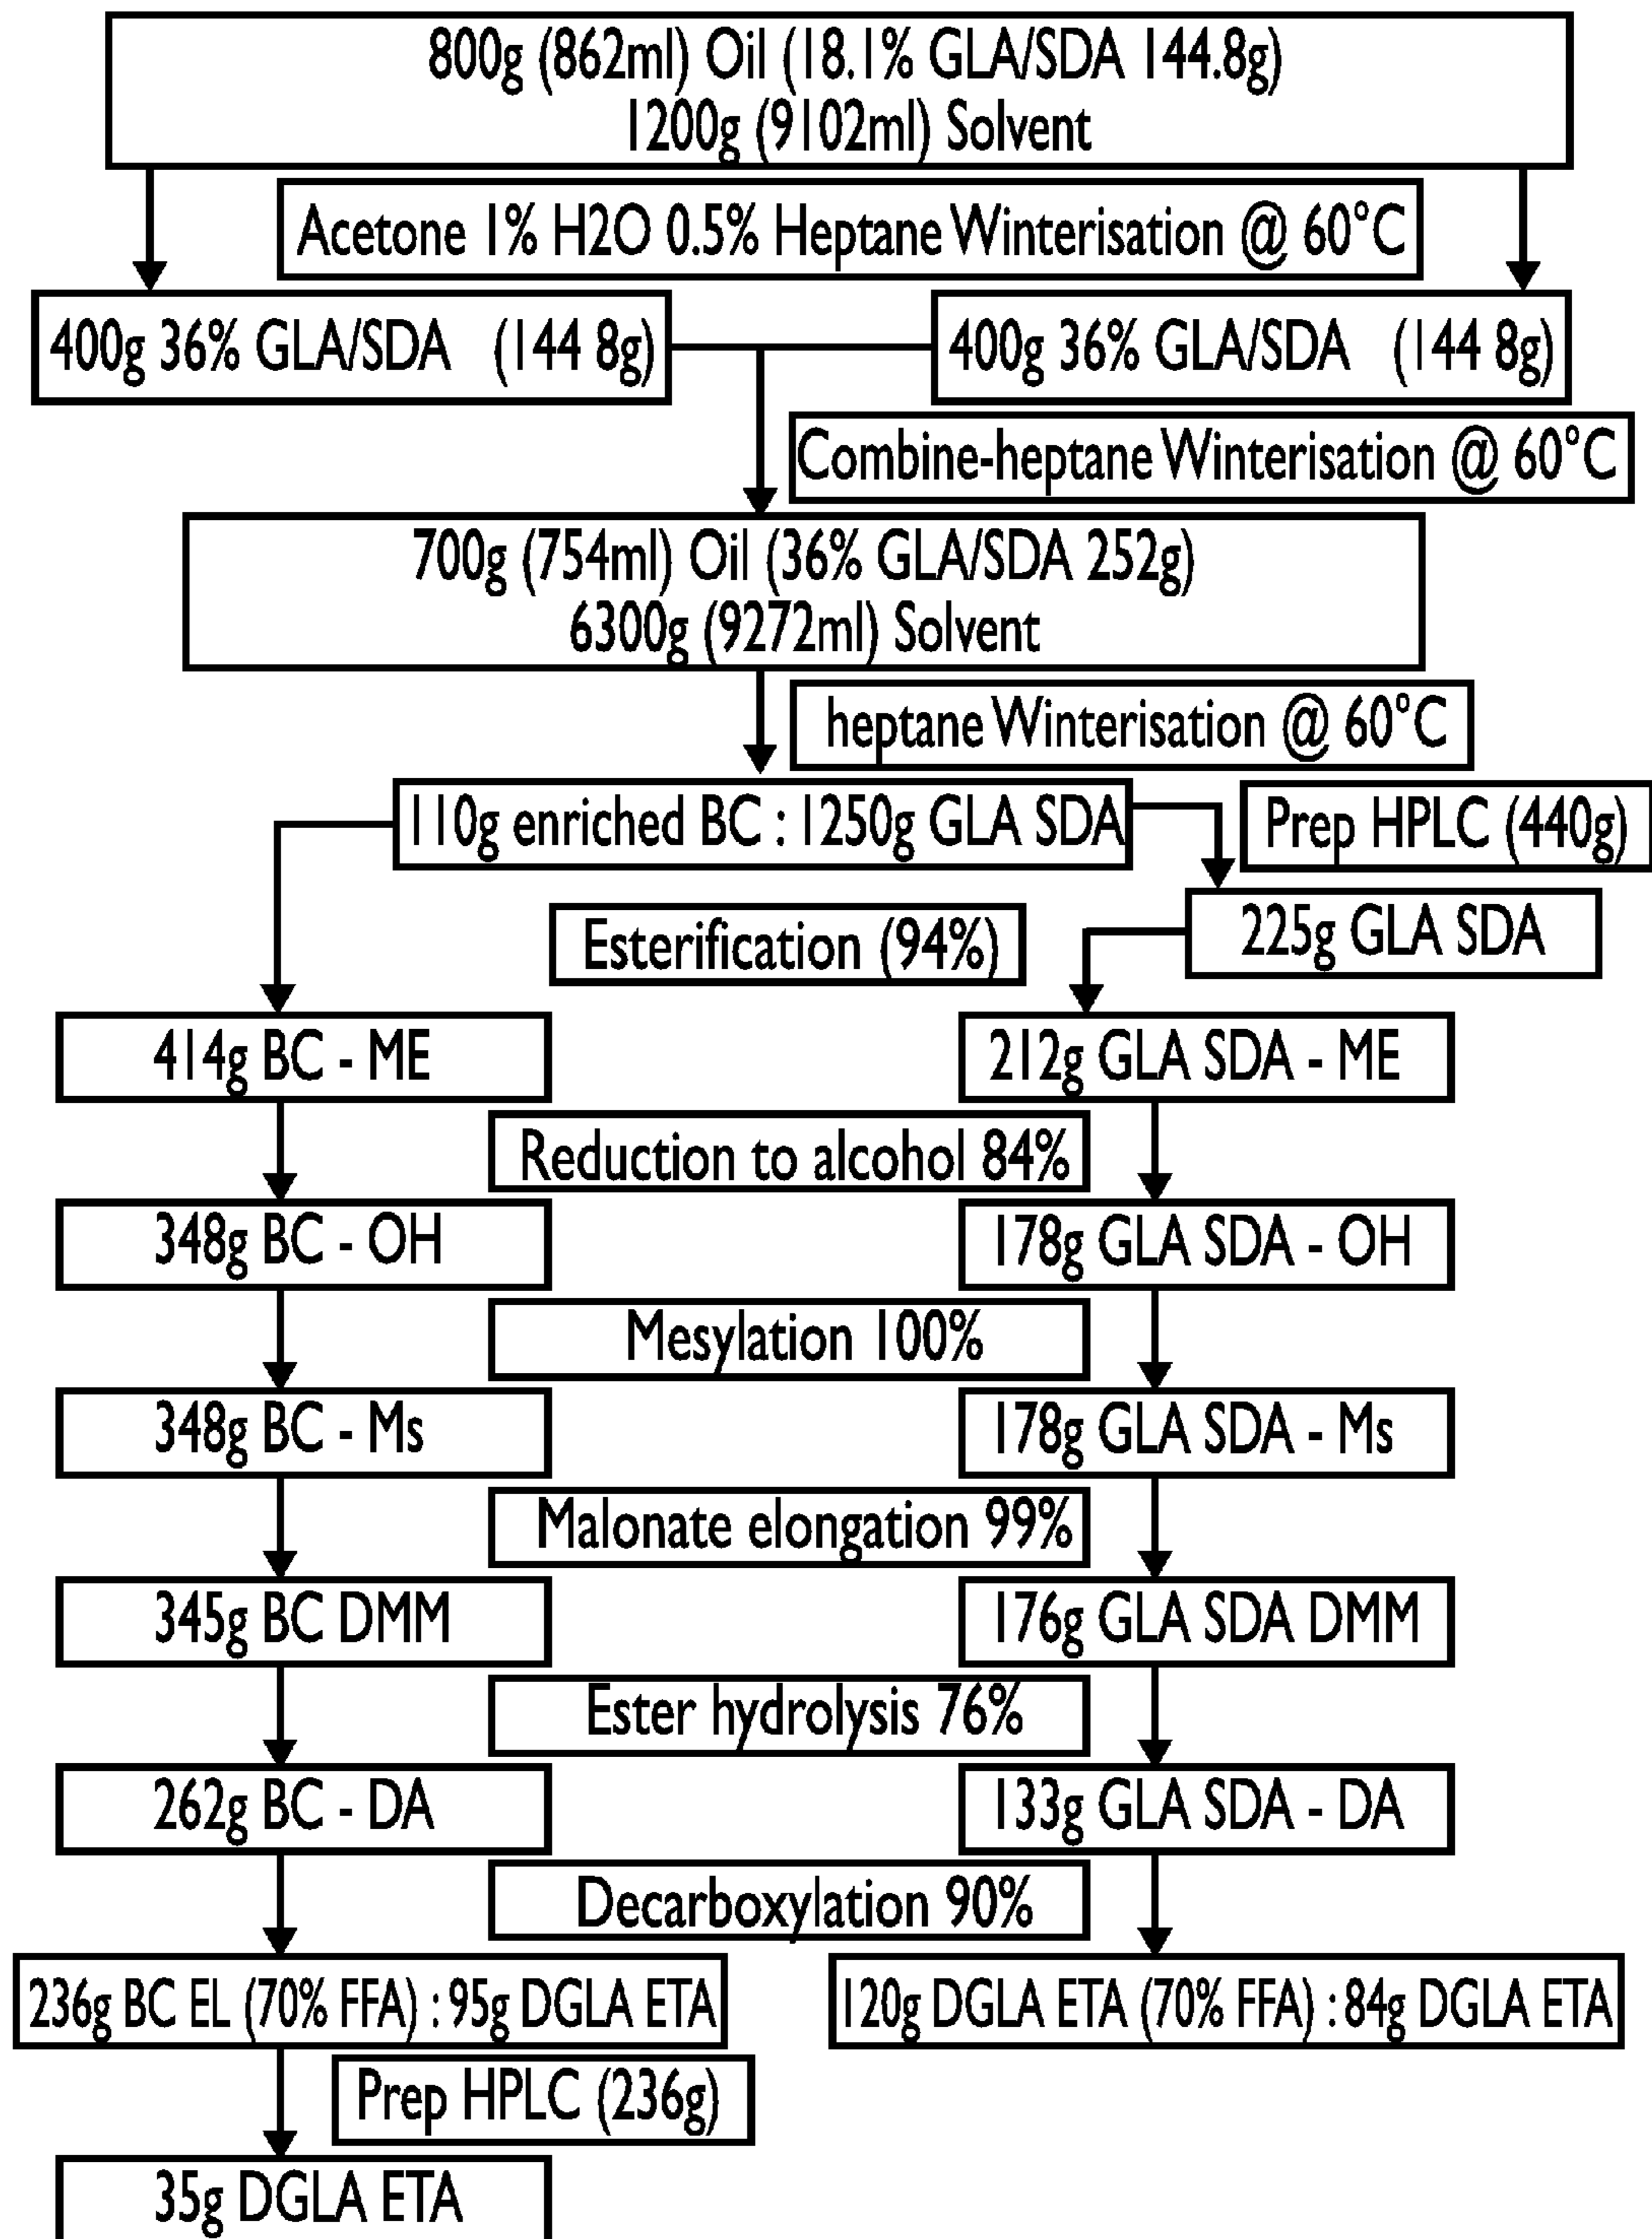 800g (862ml) Oil (18.1% GLA/SDA 144.8g)
1200g (9102ml) Solvent
Acetone 1% H2O 0.5% Heptane Winterisation @ 60°C
400g 36% GLA/SDA (144 8g)
400g 36% GLA/SDA (144 8g)
Combine-heptane Winterisation @ 60°C
700g (754ml) Oil (36% GLA/SDA 252g)
6300g (9272ml) Solvent
heptane Winterisation @ 60°C
110g enriched BC : 1250g GLA SDA
Prep HPLC (440g)
225g GLA SDA
Esterification (94%)
414g BC - ME
212g GLA SDA - ME
Reduction to alcohol 84%
348g BC - OH
178g GLA SDA - OH
Mesylation 100%
348g BC - Ms
178g GLA SDA - Ms
Malonate elongation 99%
345g BC DMM
176g GLA SDA DMM
Ester hydrolysis 76%
262g BC - DA
133g GLA SDA - DA
Decarboxylation 90%
236g BC EL (70% FFA) : 95g DGLA ETA
120g DGLA ETA (70% FFA) : 84g DGLA ETA
Prep HPLC (236g)
35g DGLA ETA